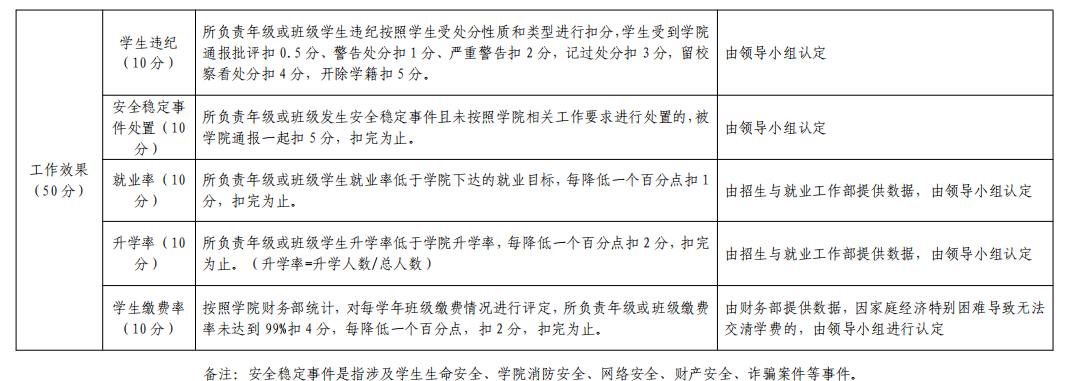 工作效果
（50分）
学生违纪
（10分）
所负责年级或班级学生违纪按照学生受处分性质和类型进行扣分，学生受到学院
通报批评扣0.5分、警告处分扣1分、严重警告扣2分，记过处分扣3分，留校
察看处分扣4分，开除学籍扣5分。
由领导小组认定
安全稳定事
件处置（10
分）
所负责年级或班级发生安全稳定事件且未按照学院相关工作要求进行处置的，被
学院通报一起扣5分，扣完为止。
由领导小组认定
就业率（10
分）
所负责年级或班级学生就业率低于学院下达的就业目标，每降低一个百分点扣1
分，扣完为止。
由招生与就业工作部提供数据，由领导小组认定
升学率（10
分）
所负责年级或班级学生升学率低于学院升学率，每降低一个百分点扣2分，扣完
为止。（升学率=升学人数/总人数）
由招生与就业工作部提供数据，由领导小组认定
学生缴费率
（10分）
按照学院财务部统计，对每学年班级缴费情况进行评定，所负责年级或班级缴费
率未达到99%扣4分，每降低一个百分点，扣2分，扣完为止。
由财务部提供数据，因家庭经济特别困难导致无法
交清学费的，由领导小组进行认定
备注：安全稳定事件是指涉及学生生命安全、学院消防安全、网络安全、财产安全、诈骗案件等事件。